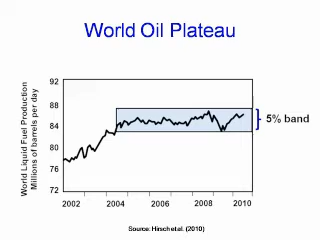 World Oil Plateau
World Liquid Fuel Production
Millions of barrels per day
92
88
84
80
76
72
2002
2004
2006
2008
2010
5% band
Source: Hirsch et al. (2010)